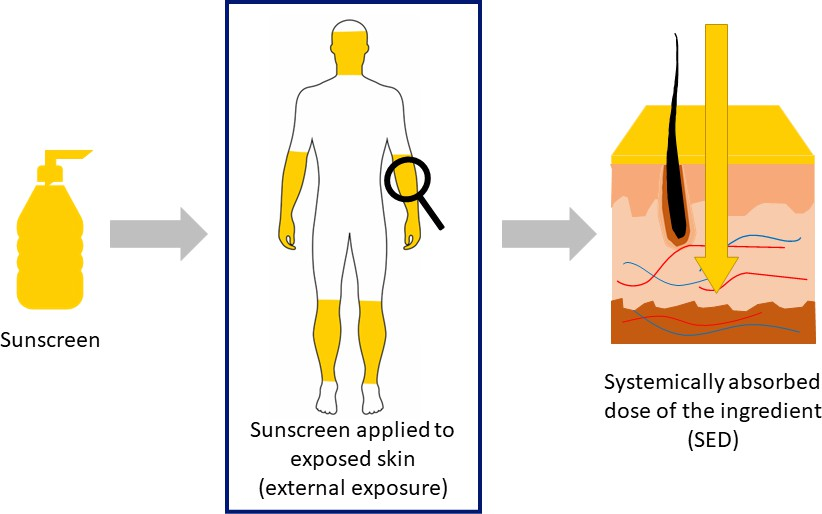 Sunscreen
Sunscreen applied to
exposed skin
(external exposure)
Systemically absorbed
dose of the ingredient
(SED)